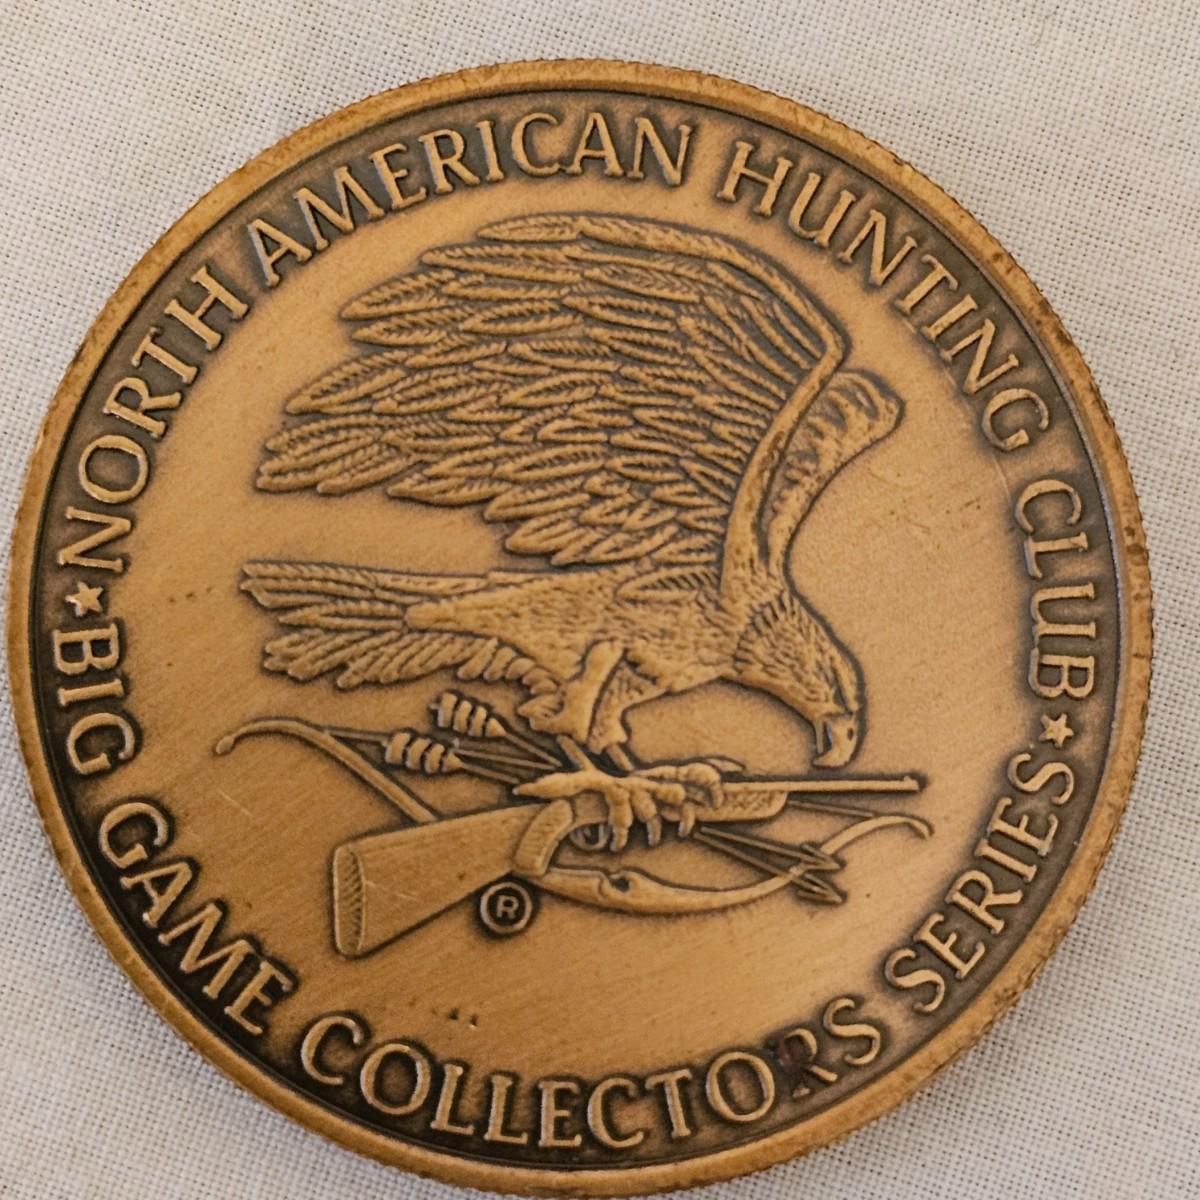 NORTH AMERICAN HUNTING CLUB
BIG GAME COLLECTORS SERIES
®